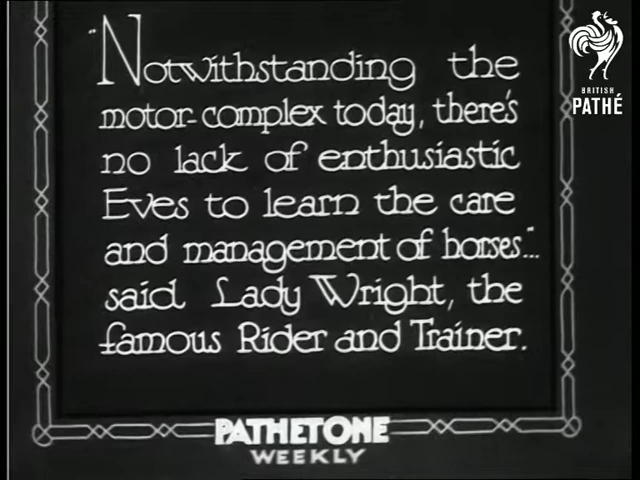 "Notwithstanding the
motor-complex today, there's
no lack of enthusiastic
Eves to learn the care
and management of horses..."
said Lady Wright, the
famous Rider and Trainer.
PATHETONE
WEEKLY
BRITISH
PATHÉ